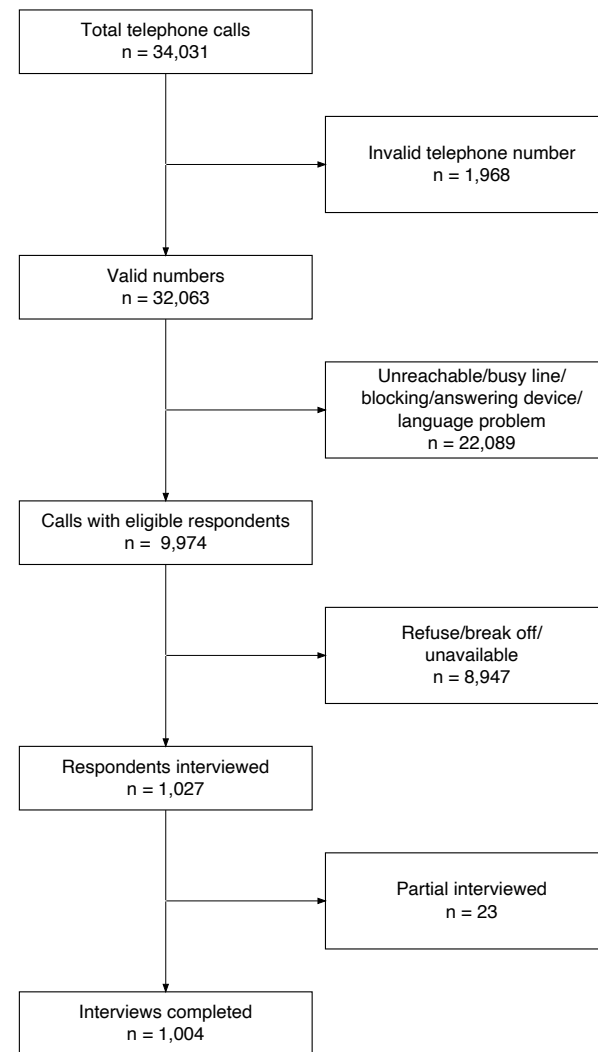 Total telephone calls
n = 34,031
Invalid telephone number
n = 1,968
Valid numbers
n = 32,063
Unreachable/busy line/
blocking/answering device/
language problem
n = 22,089
Calls with eligible respondents
n = 9,974
Refuse/break off/
unavailable
n = 8,947
Respondents interviewed
n = 1,027
Partial interviewed
n = 23
Interviews completed
n = 1,004